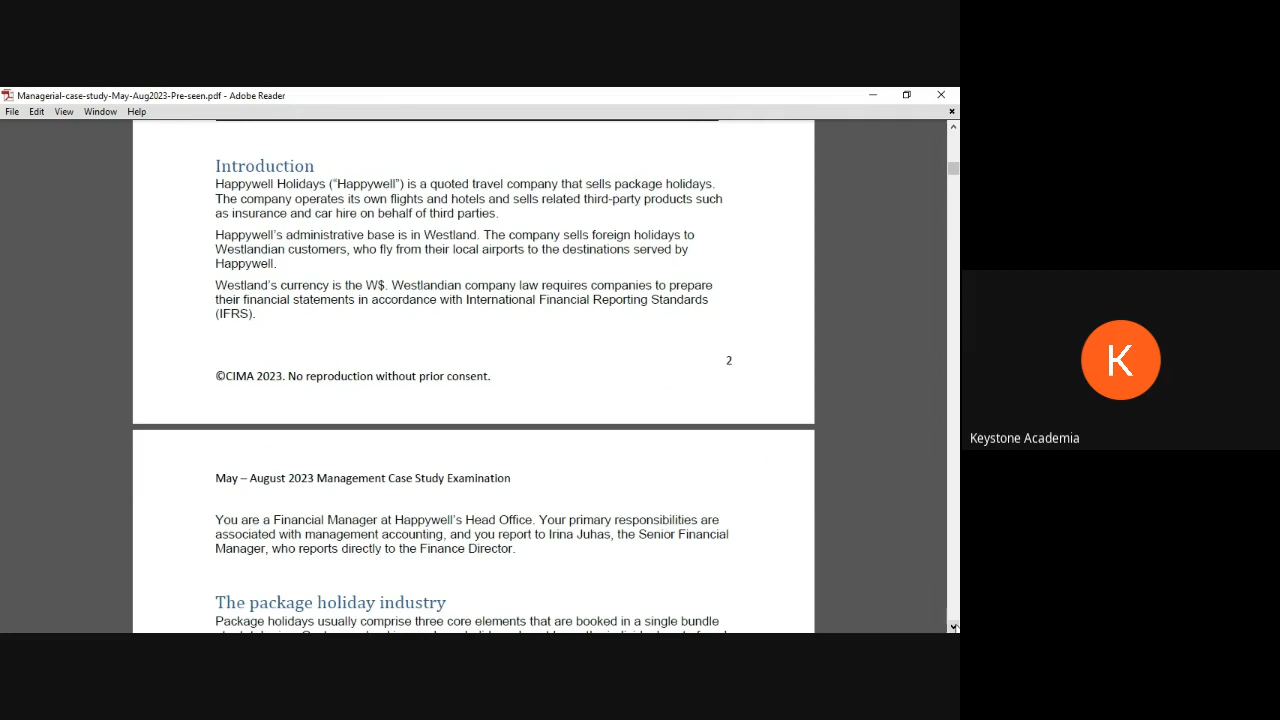 Managerial-case-study-May-Aug2023-Pre-seen.pdf - Adobe Reader
File Edit View Window Help
Introduction
Happywell Holidays (“Happywell”) is a quoted travel company that sells package holidays.
The company operates its own flights and hotels and sells related third-party products such
as insurance and car hire on behalf of third parties.
Happywell’s administrative base is in Westland. The company sells foreign holidays to
Westlandian customers, who fly from their local airports to the destinations served by
Happywell.
Westland’s currency is the W$. Westlandian company law requires companies to prepare
their financial statements in accordance with International Financial Reporting Standards
(IFRS).
2
©CIMA 2023. No reproduction without prior consent.
May – August 2023 Management Case Study Examination
You are a Financial Manager at Happywell’s Head Office. Your primary responsibilities are
associated with management accounting, and you report to Irina Juhas, the Senior Financial
Manager, who reports directly to the Finance Director.
The package holiday industry
Package holidays usually comprise three core elements that are booked in a single bundle
K
Keystone Academia